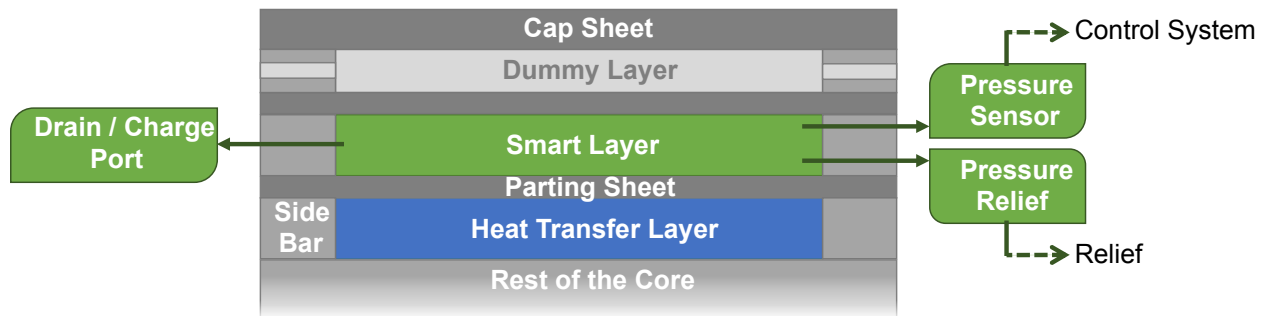 Cap Sheet
Control System
Dummy Layer
Pressure
Sensor
Drain / Charge
Port
Smart Layer
Pressure
Relief
Parting Sheet
Side
Bar
Heat Transfer Layer
Relief
Rest of the Core